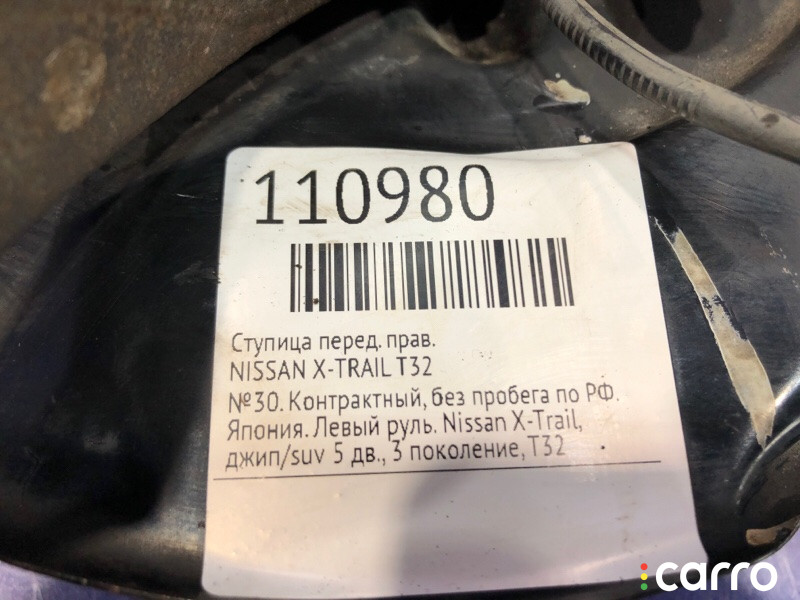 110980
Ступица перед. прав.
NISSAN X-TRAIL T32
№30. Контрактный, без пробега по РФ.
Япония. Левый руль. Nissan X-Trail,
джип/suv 5 дв., 3 поколение, T32
carro